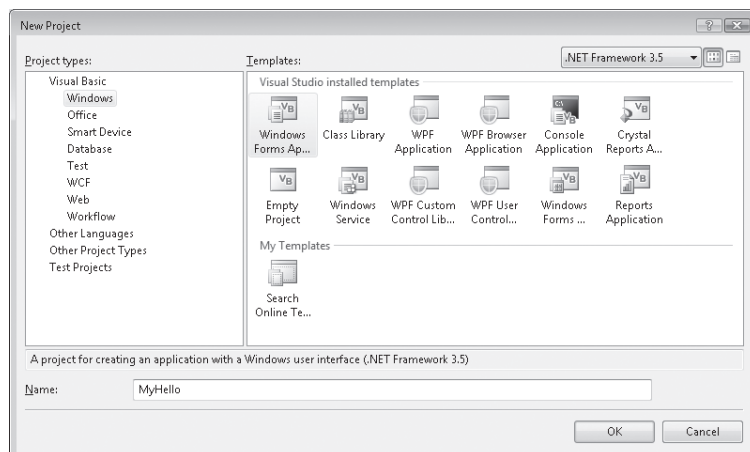 New Project
Project types:
Templates:
.NET Framework 3.5
Visual Basic
Windows
Office
Smart Device
Database
Test
WCF
Web
Workflow
Other Languages
Other Project Types
Test Projects
Visual Studio installed templates
Windows Forms Ap...
Class Library
WPF Application
WPF Browser Application
Console Application
Crystal Reports A...
Empty Project
Windows Service
WPF Custom Control Lib...
WPF User Control...
Windows Forms ...
Reports Application
My Templates
Search Online Te...
A project for creating an application with a Windows user interface (.NET Framework 3.5)
Name:
MyHello
OK
Cancel